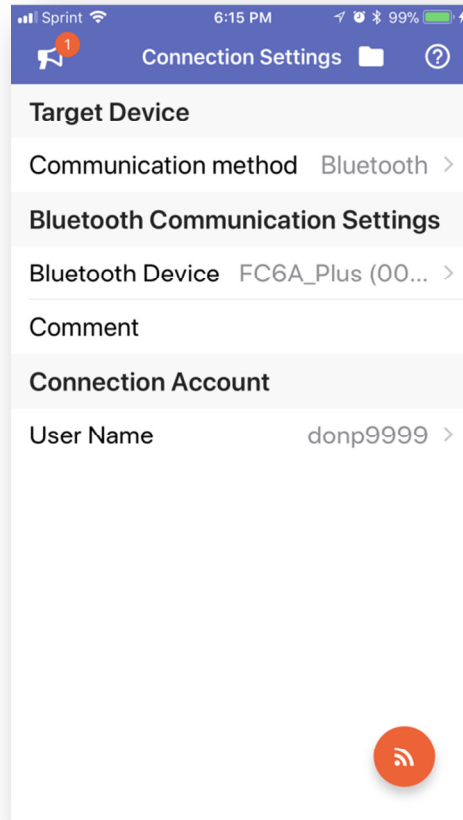 Sprint 6:15 PM 99%
1
Connection Settings
Target Device
Communication method Bluetooth
Bluetooth Communication Settings
Bluetooth Device FC6A_Plus (00...
Comment
Connection Account
User Name donp9999